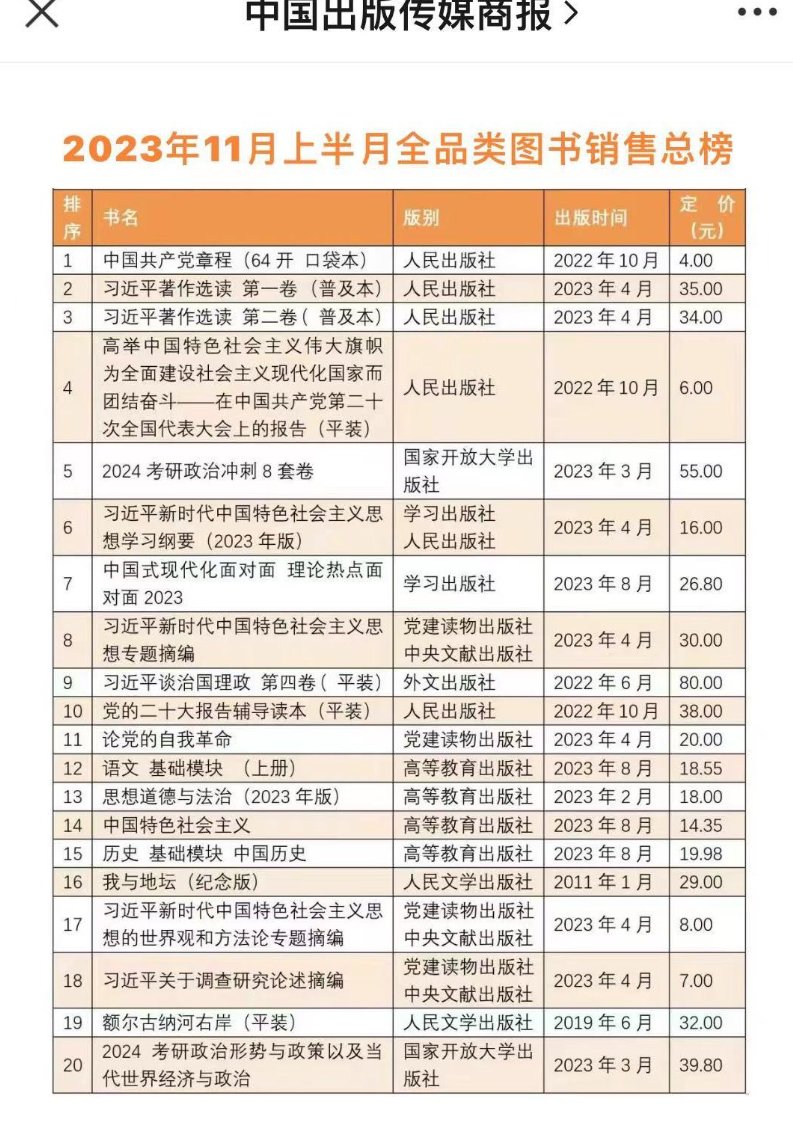 中国出版传媒商报
2023年11月上半月全品类图书销售总榜
排序 书名 版别 出版时间 定 价（元）
1 中国共产党章程（64 开 口袋本） 人民出版社 2022 年 10 月 4.00
2 习近平著作选读 第一卷（普及本） 人民出版社 2023 年 4 月 35.00
3 习近平著作选读 第二卷（ 普及本） 人民出版社 2023 年 4 月 34.00
4 高举中国特色社会主义伟大旗帜
为全面建设社会主义现代化国家而
团结奋斗——在中国共产党第二十
次全国代表大会上的报告（平装） 人民出版社 2022 年 10 月 6.00
5 2024 考研政治冲刺 8 套卷 国家开放大学出
版社 2023 年 3 月 55.00
6 习近平新时代中国特色社会主义思
想学习纲要（2023 年版） 学习出版社
人民出版社 2023 年 4 月 16.00
7 中国式现代化面对面 理论热点面
对面 2023 学习出版社 2023 年 8 月 26.80
8 习近平新时代中国特色社会主义思
想专题摘编 党建读物出版社
中央文献出版社 2023 年 4 月 30.00
9 习近平谈治国理政 第四卷（ 平装） 外文出版社 2022 年 6 月 80.00
10 党的二十大报告辅导读本（平装） 人民出版社 2022 年 10 月 38.00
11 论党的自我革命 党建读物出版社 2023 年 4 月 20.00
12 语文 基础模块 （上册） 高等教育出版社 2023 年 8 月 18.55
13 思想道德与法治（2023 年版） 高等教育出版社 2023 年 2 月 18.00
14 中国特色社会主义 高等教育出版社 2023 年 8 月 14.35
15 历史 基础模块 中国历史 高等教育出版社 2023 年 8 月 19.98
16 我与地坛（纪念版） 人民文学出版社 2011 年 1 月 29.00
17 习近平新时代中国特色社会主义思
想的世界观和方法论专题摘编 党建读物出版社
中央文献出版社 2023 年 4 月 8.00
18 习近平关于调查研究论述摘编 党建读物出版社
中央文献出版社 2023 年 4 月 7.00
19 额尔古纳河右岸（平装） 人民文学出版社 2019 年 6 月 32.00
20 2024 考研政治形势与政策以及当
代世界经济与政治 国家开放大学出
版社 2023 年 3 月 39.80